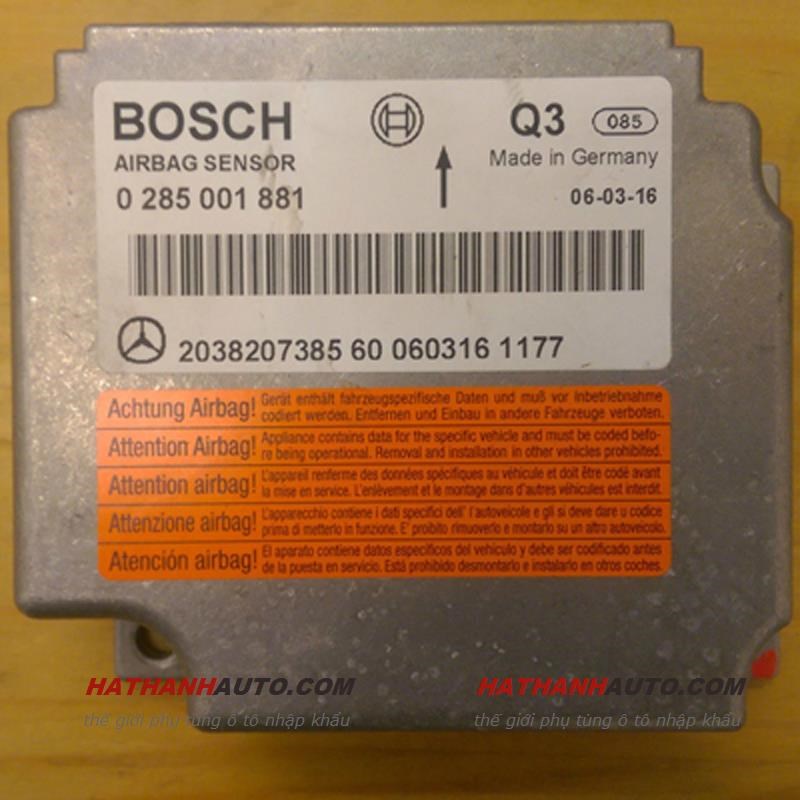 BOSCH
Q3 085
AIRBAG SENSOR
Made in Germany
0 285 001 881
06-03-16
2038207385 60 060316 1177
Achtung Airbag! Gerät enthält fahrzeugspezifische Daten und muß vor Inbetriebnahme
codiert werden. Entfernen und Einbau in andere Fahrzeuge verboten.
Attention Airbag! Appliance contains data for the specific vehicle and must be coded befo-
re being operational. Removal and installation in other vehicles prohibited.
Attention airbag! L'appareil renferme des données spécifiques au véhicule et doit être codé avant
la mise en service. L'enlèvement et le montage dans d'autres véhicules est interdit.
Attenzione airbag! L'apparecchio contiene i dati specifici dell' l'autoveicolo e gli si deve dare u codice
prima di metterlo in funzione. E' proibito rimuoverlo e montarlo su un altro autoveicolo.
Atención airbag! El aparato contiene datos específicos del vehículo y debe ser codificado antes
de la puesta en servicio. Está prohibido desmontarlo e instalarlo en otros coches.
HATHANHAUTO.COM HATHANHAUTO.COM
thế giới phụ tùng ô tô nhập khẩu thế giới phụ tùng ô tô nhập khẩu